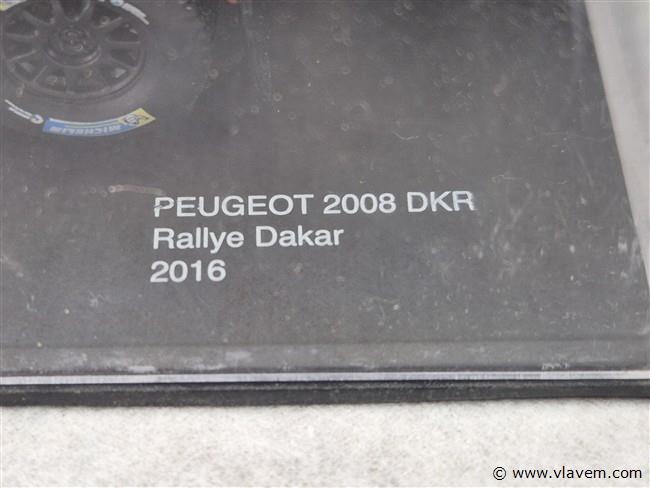 MICHELIN
PEUGEOT 2008 DKR
Rallye Dakar
2016
© www.vlavem.com